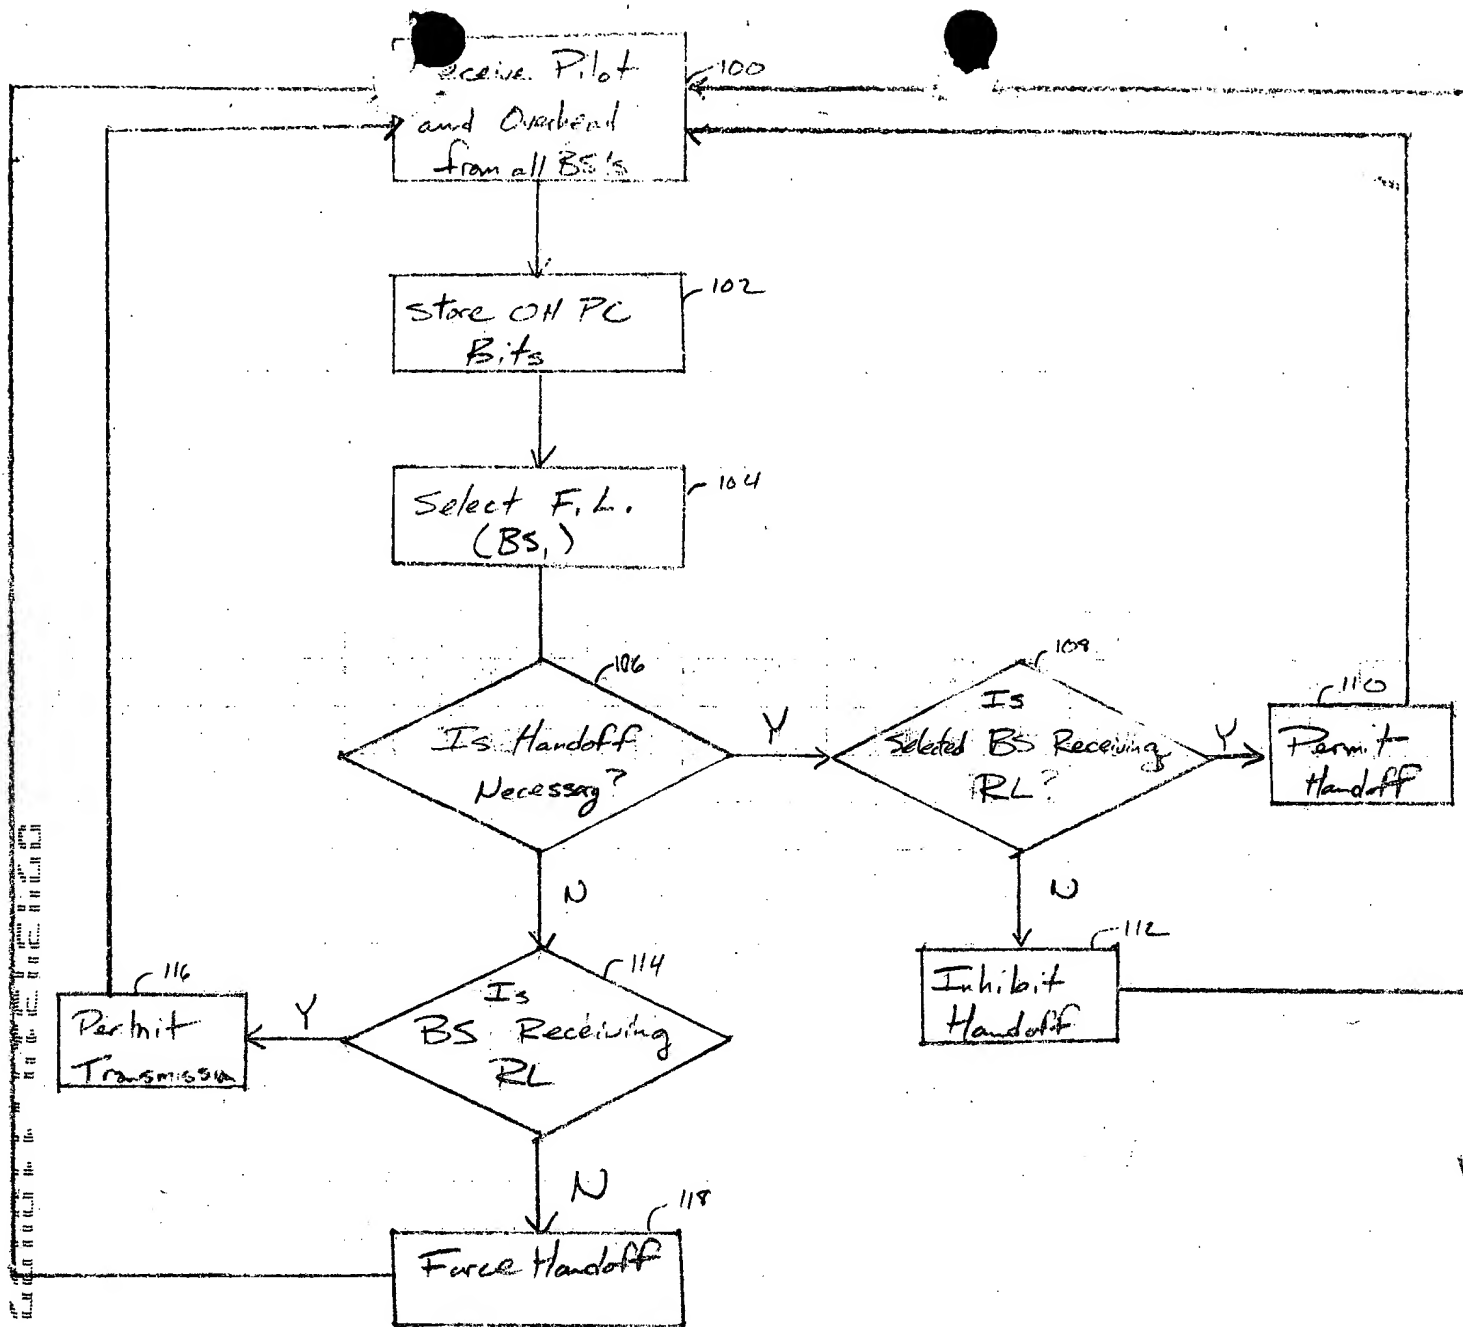 eceive Pilot
and Overhead
from all BS's
100
Store OH PC
Bits
102
Select F.L.
(BS₁)
104
Is Handoff
Necessary?
106
Y
N
Is
Selected BS Receiving
RL?
108
Y
N
Permit
Handoff
110
Inhibit
Handoff
112
Is
BS Receiving
RL
114
Y
N
Permit
Transmission
116
Force Handoff
118